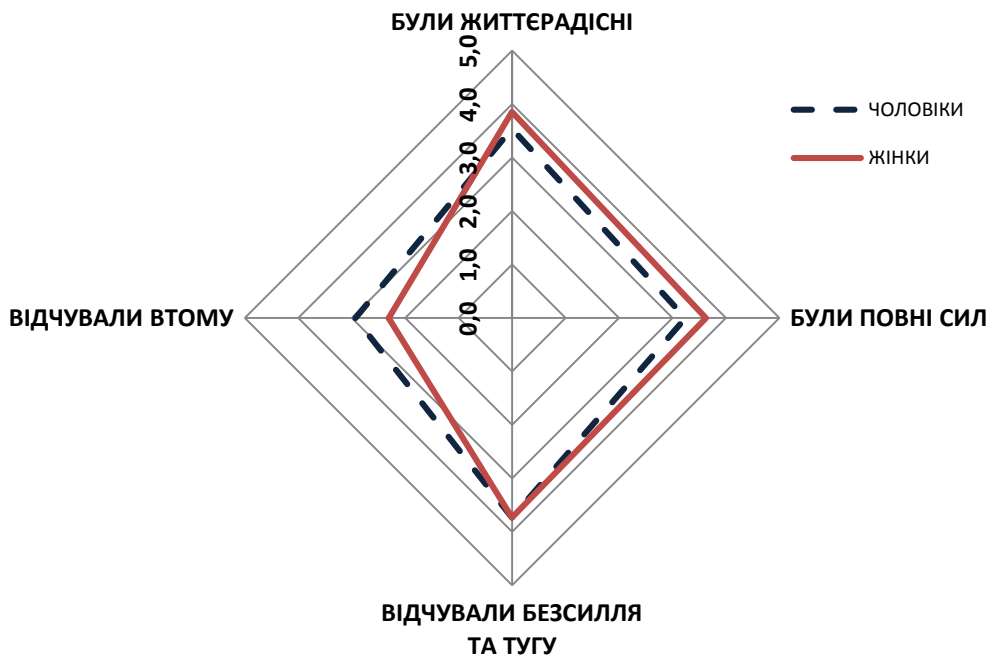 БУЛИ ЖИТТЄРАДІСНІ
5,0
4,0
3,0
2,0
1,0
0,0
ЧОЛОВІКИ
ЖІНКИ
ВІДЧУВАЛИ ВТОМУ
БУЛИ ПОВНІ СИЛ
ВІДЧУВАЛИ БЕЗСИЛЛЯ
ТА ТУГУ